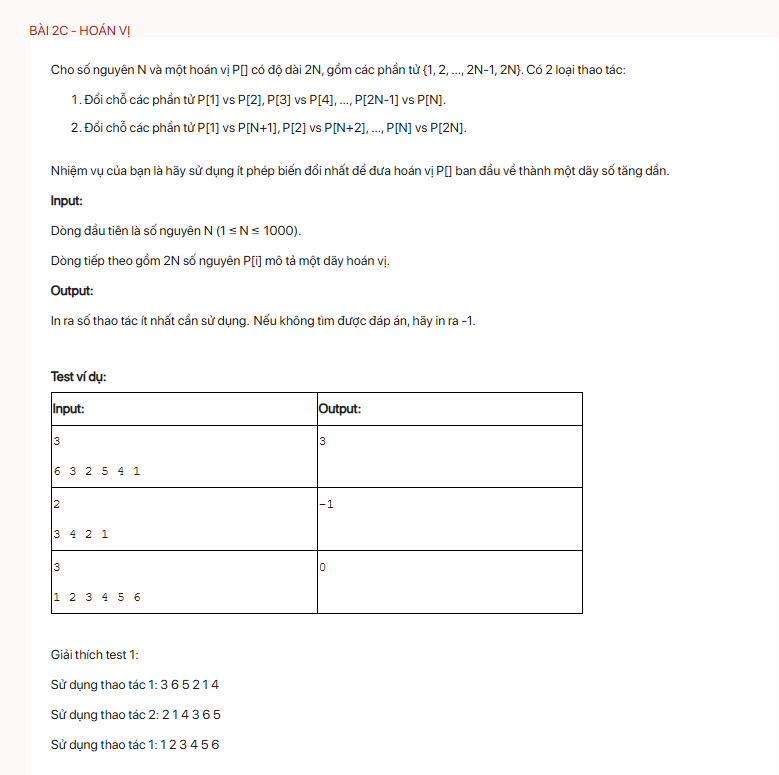 BÀI 2C - HOÁN VỊ
Cho số nguyên N và một hoán vị P[] có độ dài 2N, gồm các phần tử {1, 2, ..., 2N-1, 2N}. Có 2 loại thao tác:
1. Đổi chỗ các phần tử P[1] vs P[2], P[3] vs P[4], ..., P[2N-1] vs P[N].
2. Đổi chỗ các phần tử P[1] vs P[N+1], P[2] vs P[N+2], ..., P[N] vs P[2N].
Nhiệm vụ của bạn là hãy sử dụng ít phép biến đổi nhất để đưa hoán vị P[] ban đầu về thành một dãy số tăng dần.
Input:
Dòng đầu tiên là số nguyên N (1 ≤ N ≤ 1000).
Dòng tiếp theo gồm 2N số nguyên P[i] mô tả một dãy hoán vị.
Output:
In ra số thao tác ít nhất cần sử dụng. Nếu không tìm được đáp án, hãy in ra -1.
Test ví dụ:
Input: Output:
3 3
6 3 2 5 4 1
2 -1
3 4 2 1
3 0
1 2 3 4 5 6
Giải thích test 1:
Sử dụng thao tác 1: 3 6 5 2 1 4
Sử dụng thao tác 2: 2 1 4 3 6 5
Sử dụng thao tác 1: 1 2 3 4 5 6